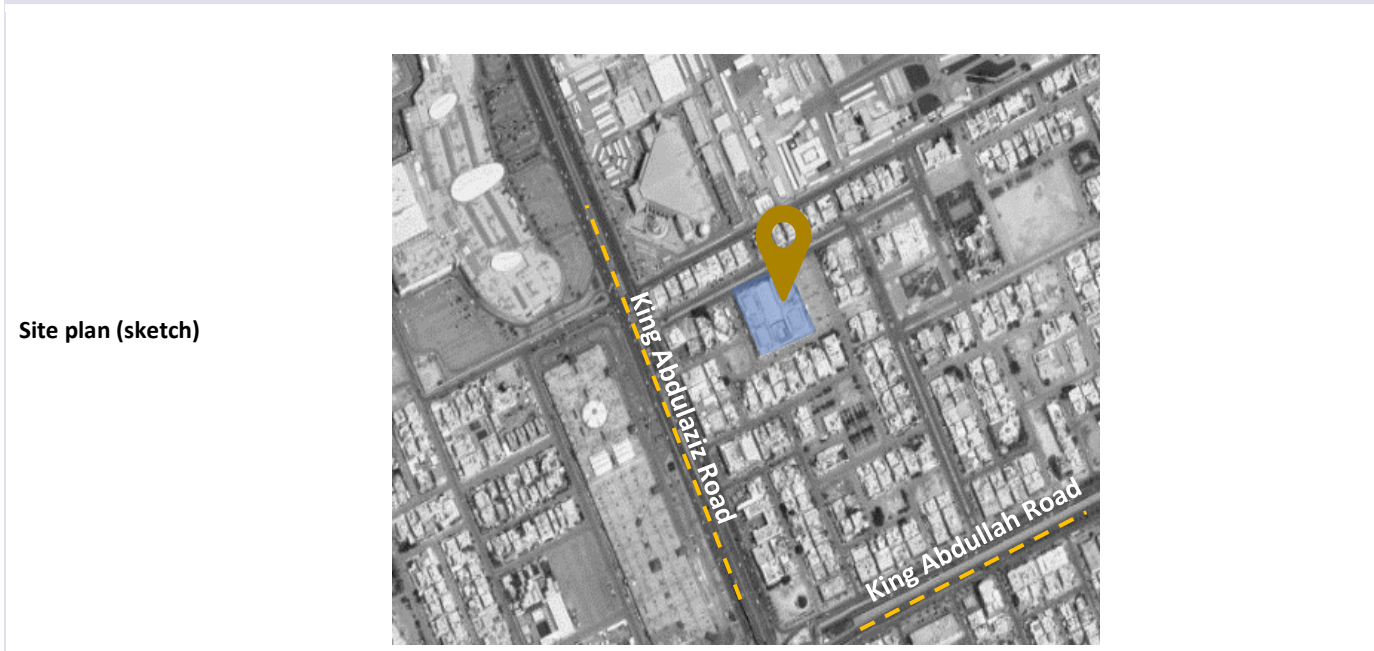 Site plan (sketch)
King Abdulaziz Road
King Abdullah Road